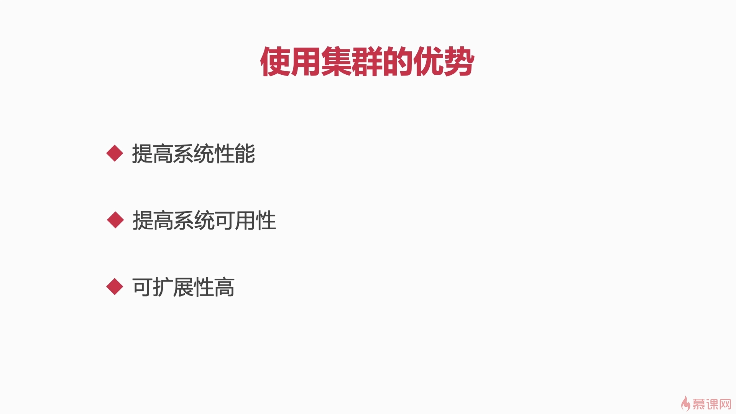 使用集群的优势
提高系统性能
提高系统可用性
可扩展性高
慕课网